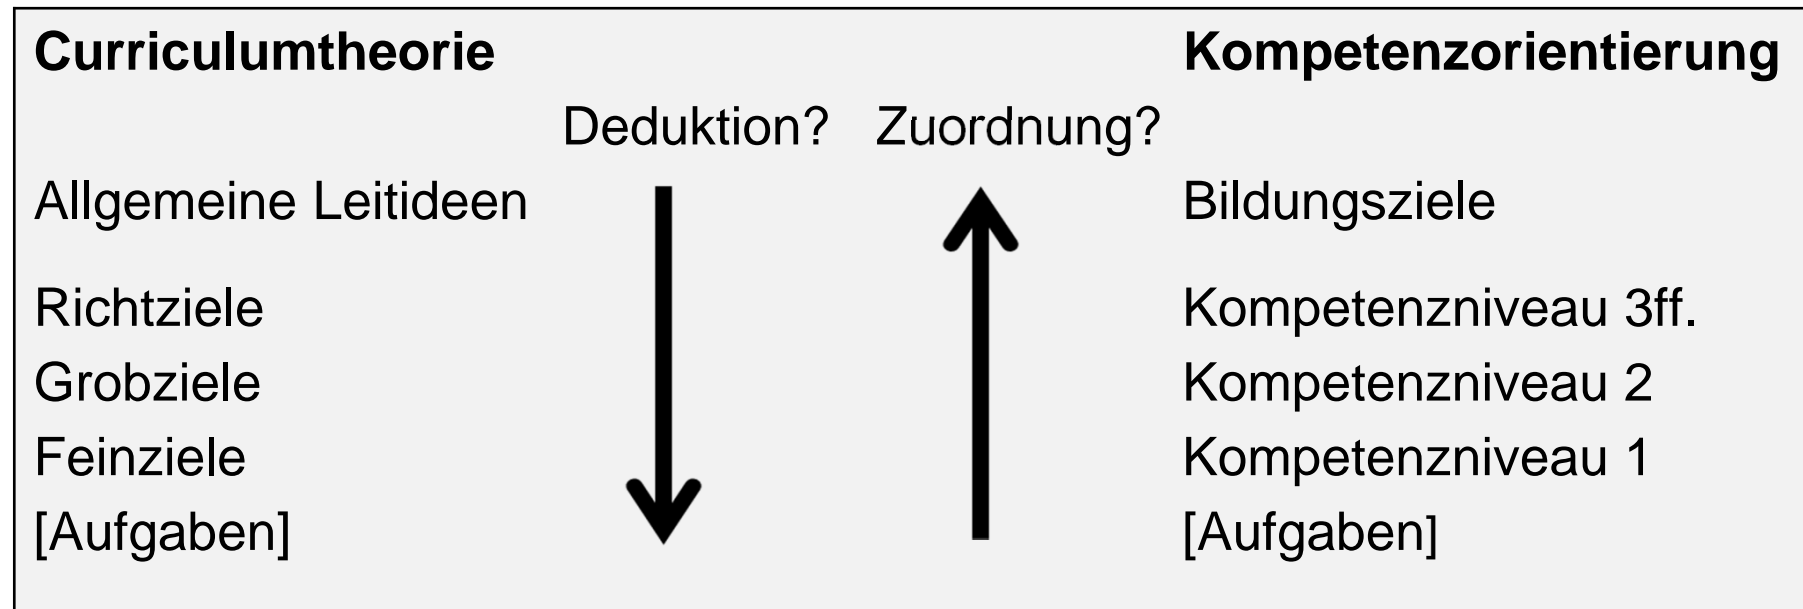 Curriculumtheorie Kompetenzorientierung
Deduktion? Zuordnung?
Allgemeine Leitideen Bildungsziele
Richtziele Kompetenzniveau 3ff.
Grobziele Kompetenzniveau 2
Feinziele Kompetenzniveau 1
[Aufgaben] [Aufgaben]